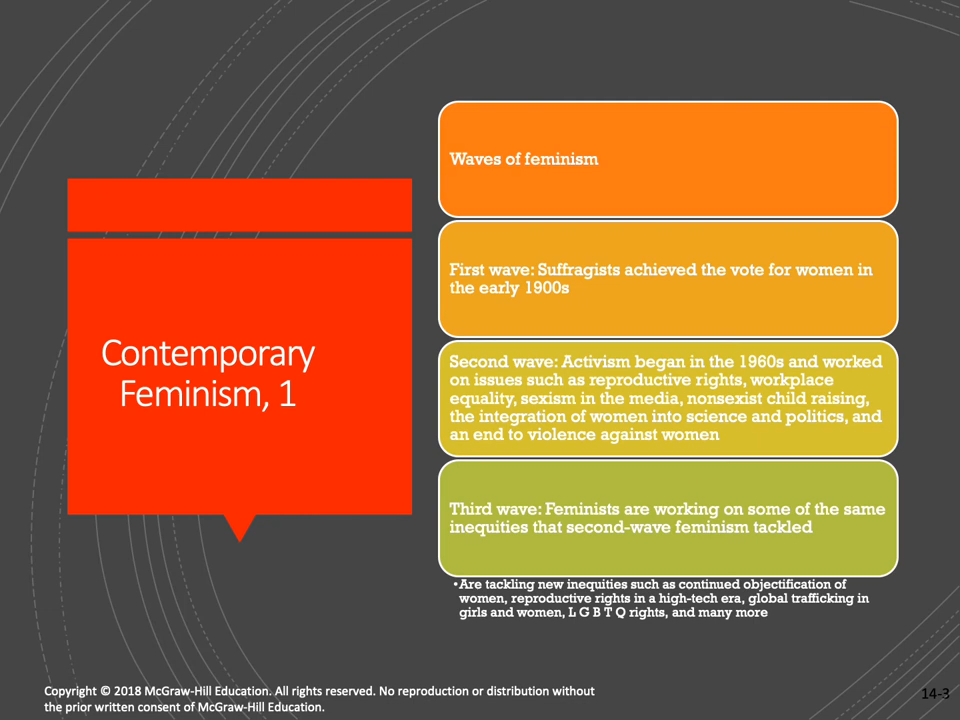 Contemporary
Feminism, 1
Waves of feminism
First wave: Suffragists achieved the vote for women in
the early 1900s
Second wave: Activism began in the 1960s and worked
on issues such as reproductive rights, workplace
equality, sexism in the media, nonsexist child raising,
the integration of women into science and politics, and
an end to violence against women
Third wave: Feminists are working on some of the same
inequities that second-wave feminism tackled
•Are tackling new inequities such as continued objectification of
women, reproductive rights in a high-tech era, global trafficking in
girls and women, L G B T Q rights, and many more
Copyright © 2018 McGraw-Hill Education. All rights reserved. No reproduction or distribution without
the prior written consent of McGraw-Hill Education.
14-3